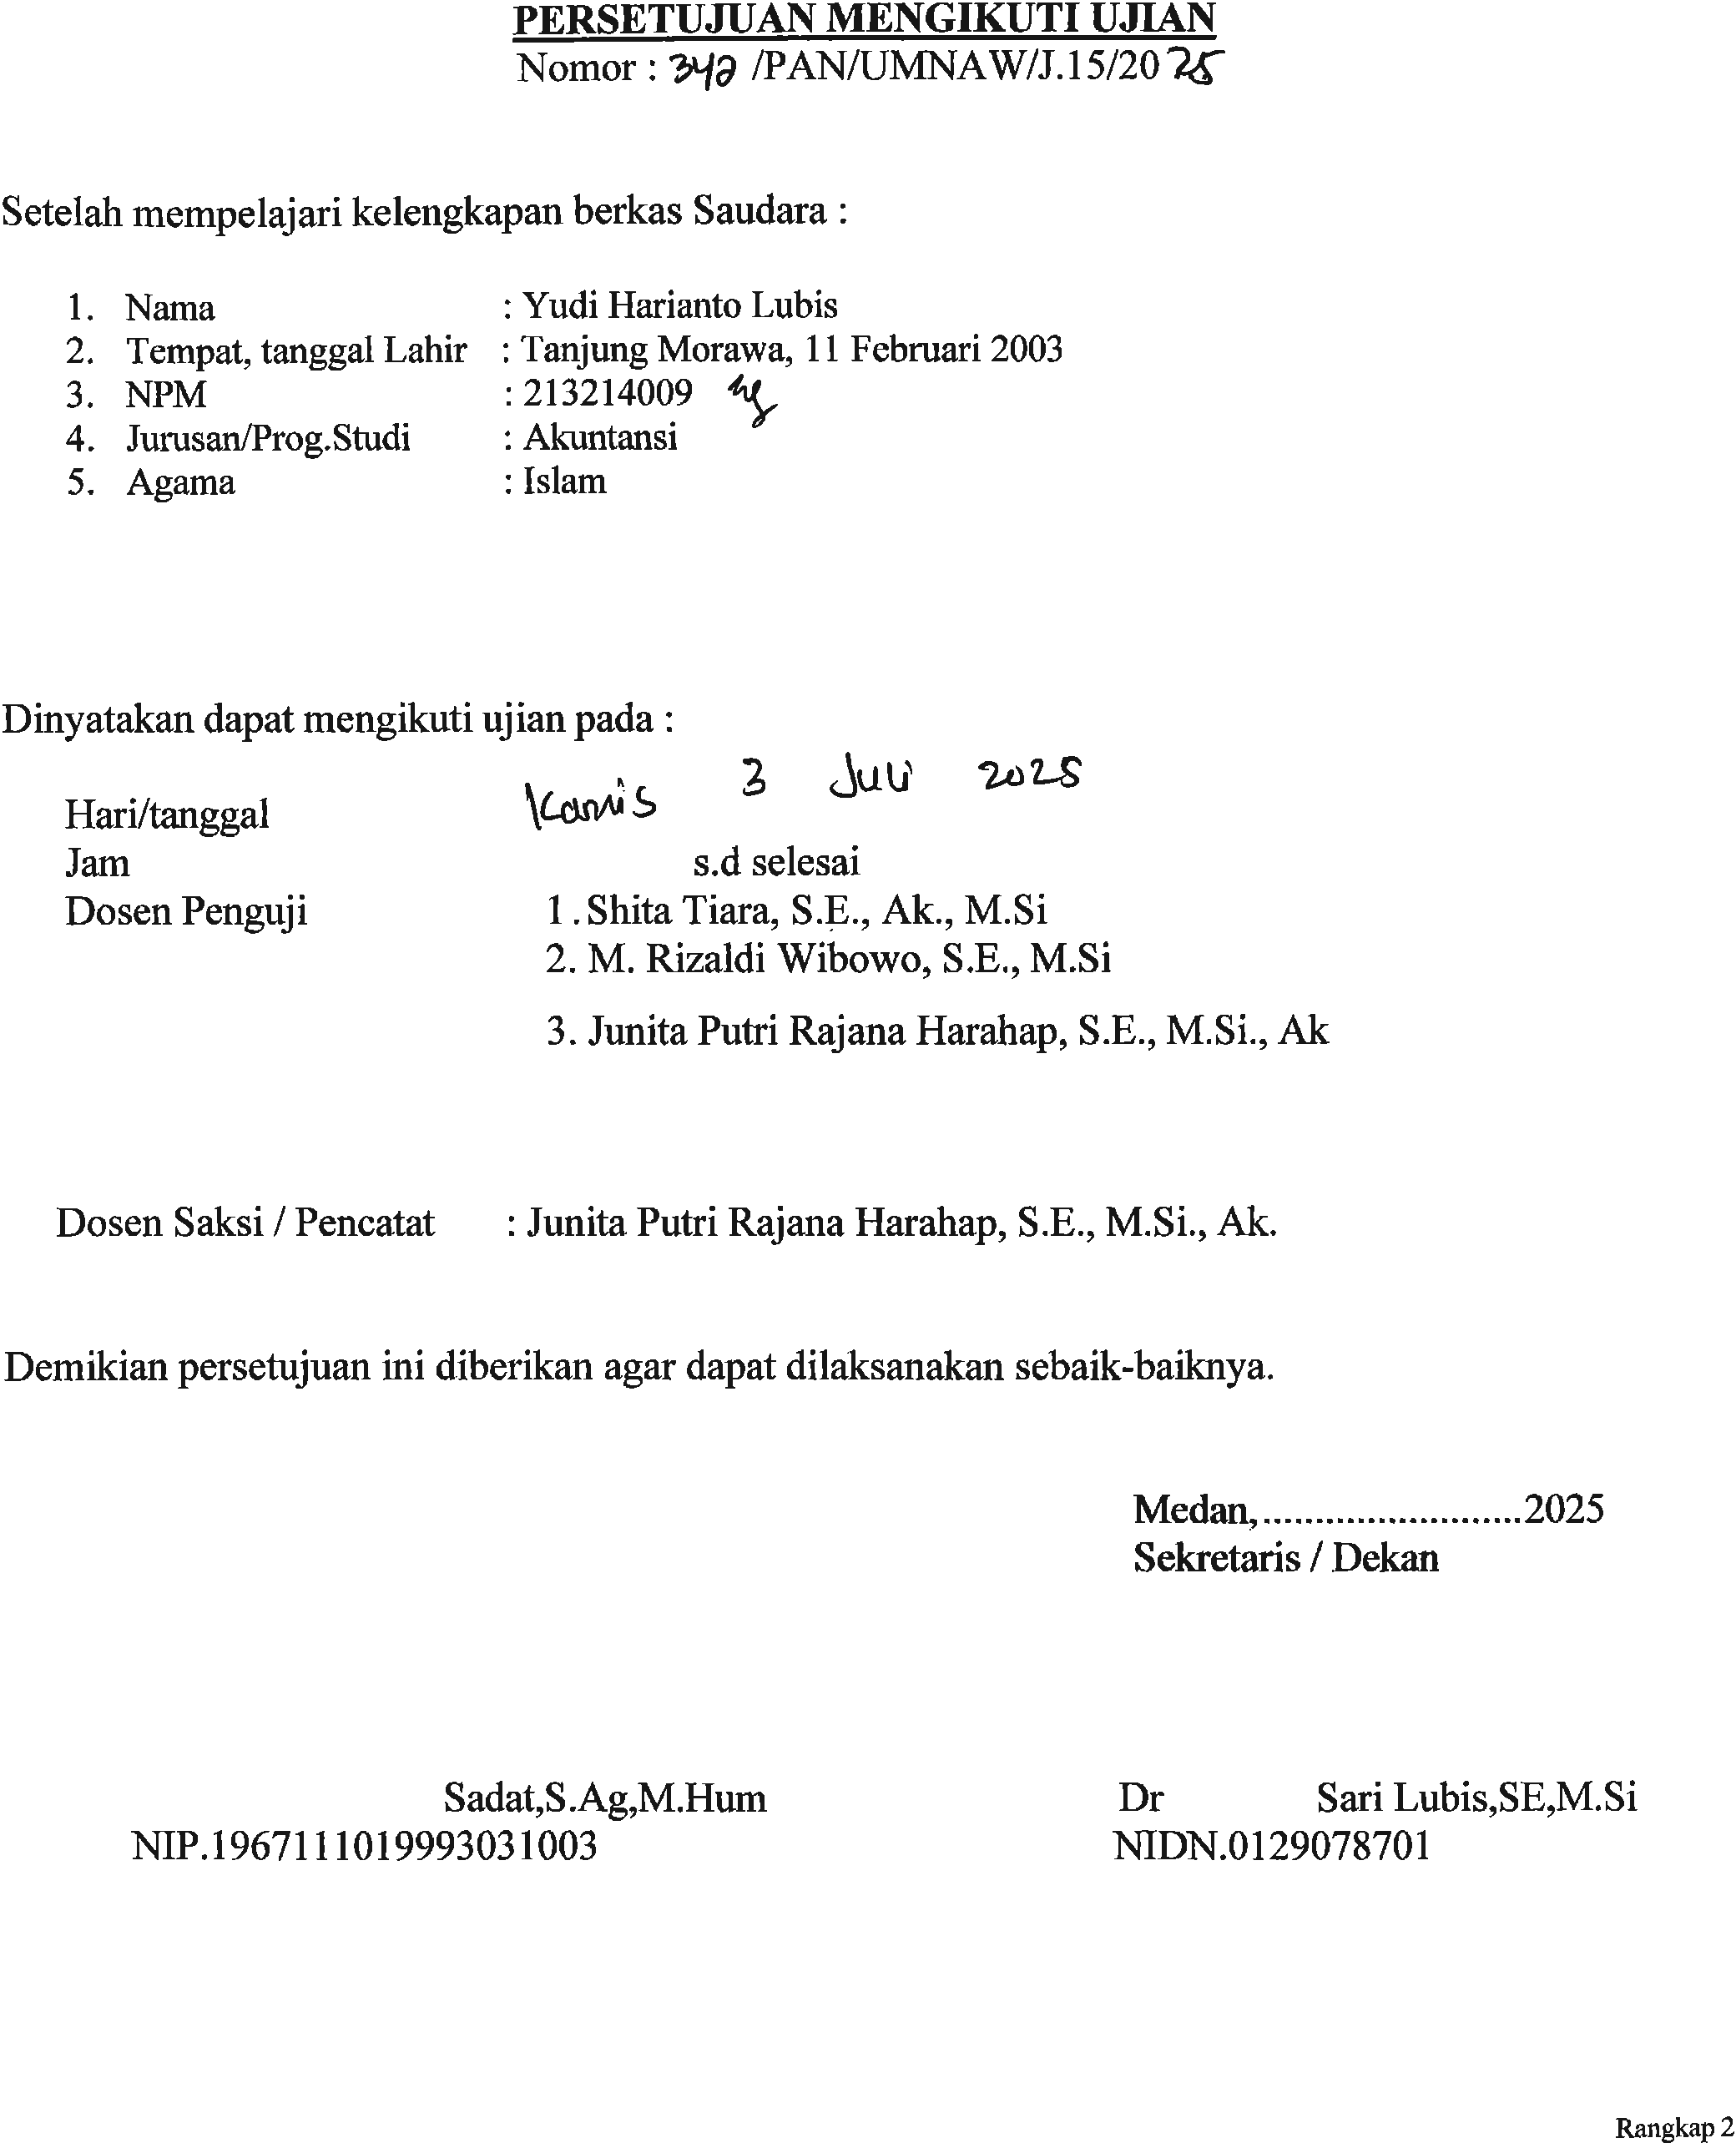 PERSETUJUAN MENGIKUTI UJIAN
Nomor : /PAN/UMNAW/J.15/2025
Setelah mempelajari kelengkapan berkas Saudara :
1. Nama : Yudi Harianto Lubis
2. Tempat, tanggal Lahir : Tanjung Morawa, 11 Februari 2003
3. NPM : 213214009
4. Jurusan/Prog.Studi : Akuntansi
5. Agama : Islam
Dinyatakan dapat mengikuti ujian pada :
Hari/tanggal Kamis 3 Juli 2025
Jam s.d selesai
Dosen Penguji 1. Shita Tiara, S.E., Ak., M.Si
2. M. Rizaldi Wibowo, S.E., M.Si
3. Junita Putri Rajana Harahap, S.E., M.Si., Ak
Dosen Saksi / Pencatat : Junita Putri Rajana Harahap, S.E., M.Si., Ak.
Demikian persetujuan ini diberikan agar dapat dilaksanakan sebaik-baiknya.
Medan,.........................2025
Sekretaris / Dekan
Sadat,S.Ag,M.Hum Dr Sari Lubis,SE,M.Si
NIP.1967111019993031003 NIDN.0129078701
Rangkap 2